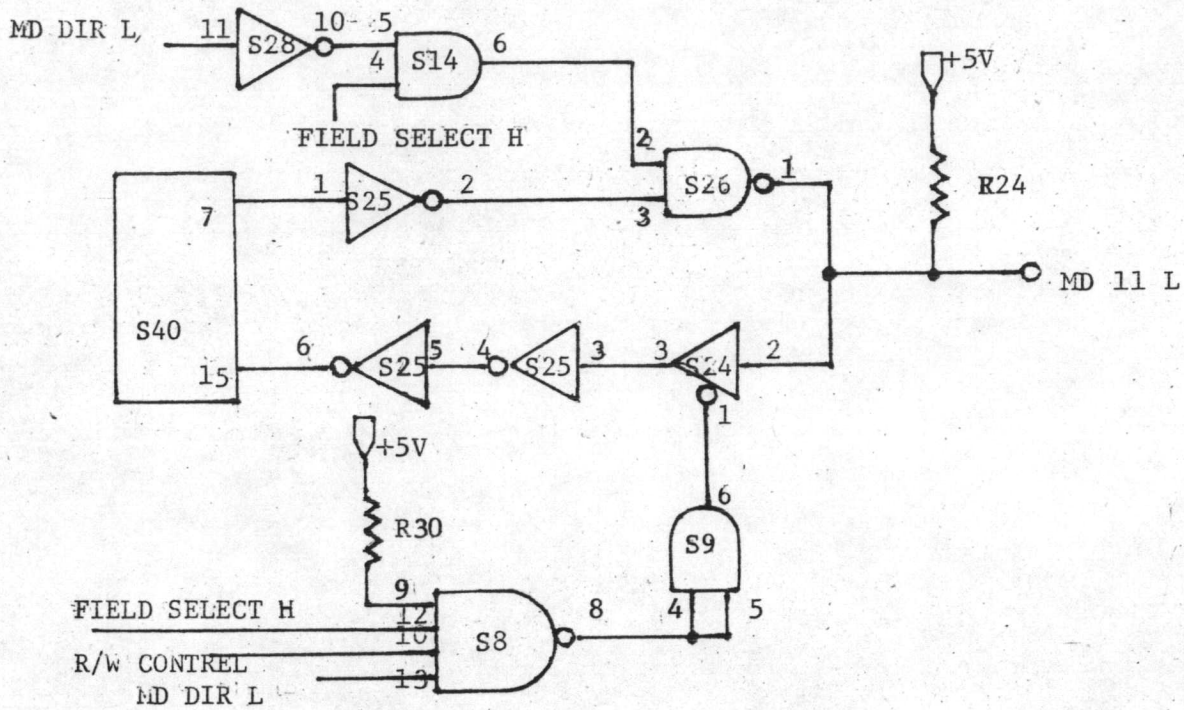 MD DIR L,
11
S28
10
5
4
S14
6
FIELD SELECT H
+5V
R24
2
S26
1
3
1
S25
2
7
S40
15
MD 11 L
6
S25
5
4
S25
3
3
S24
2
1
+5V
R30
6
S9
4
5
9
FIELD SELECT H
12
10
R/W CONTREL
MD DIR L
13
S8
8